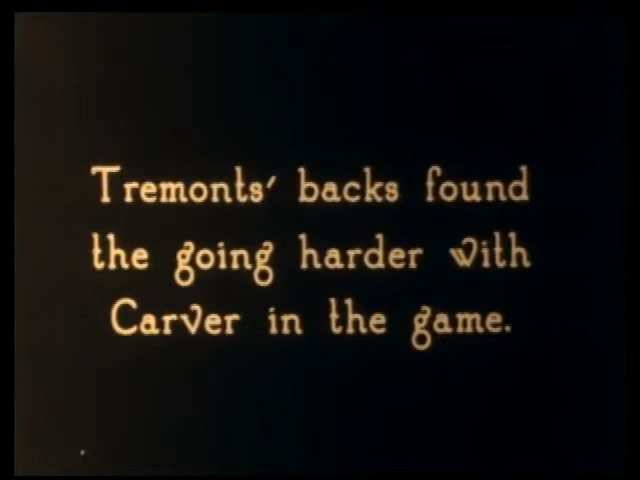 Tremonts' backs found
the going harder with
Carver in the game.